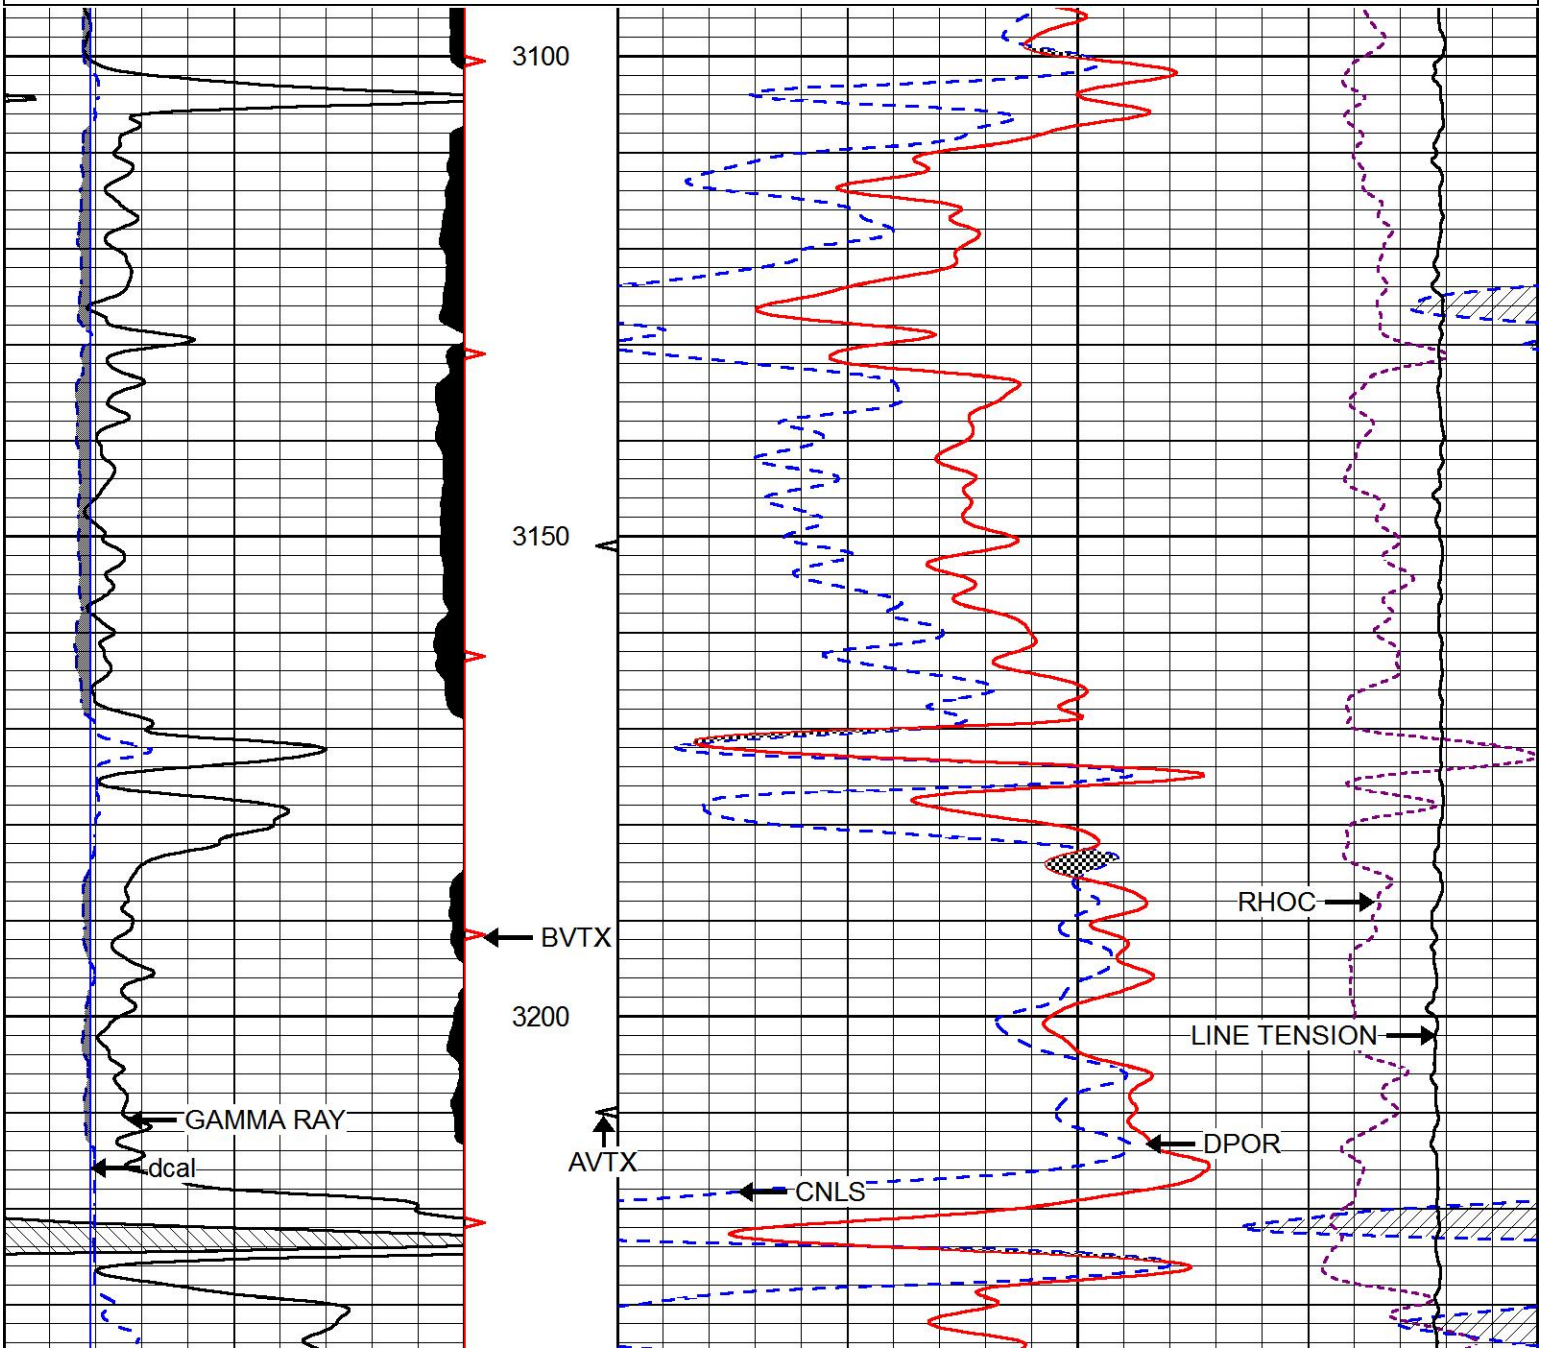 3100
3150
RHOC
BVTX
3200
LINE TENSION
GAMMA RAY
DPOR
AVTX
dcal
CNLS